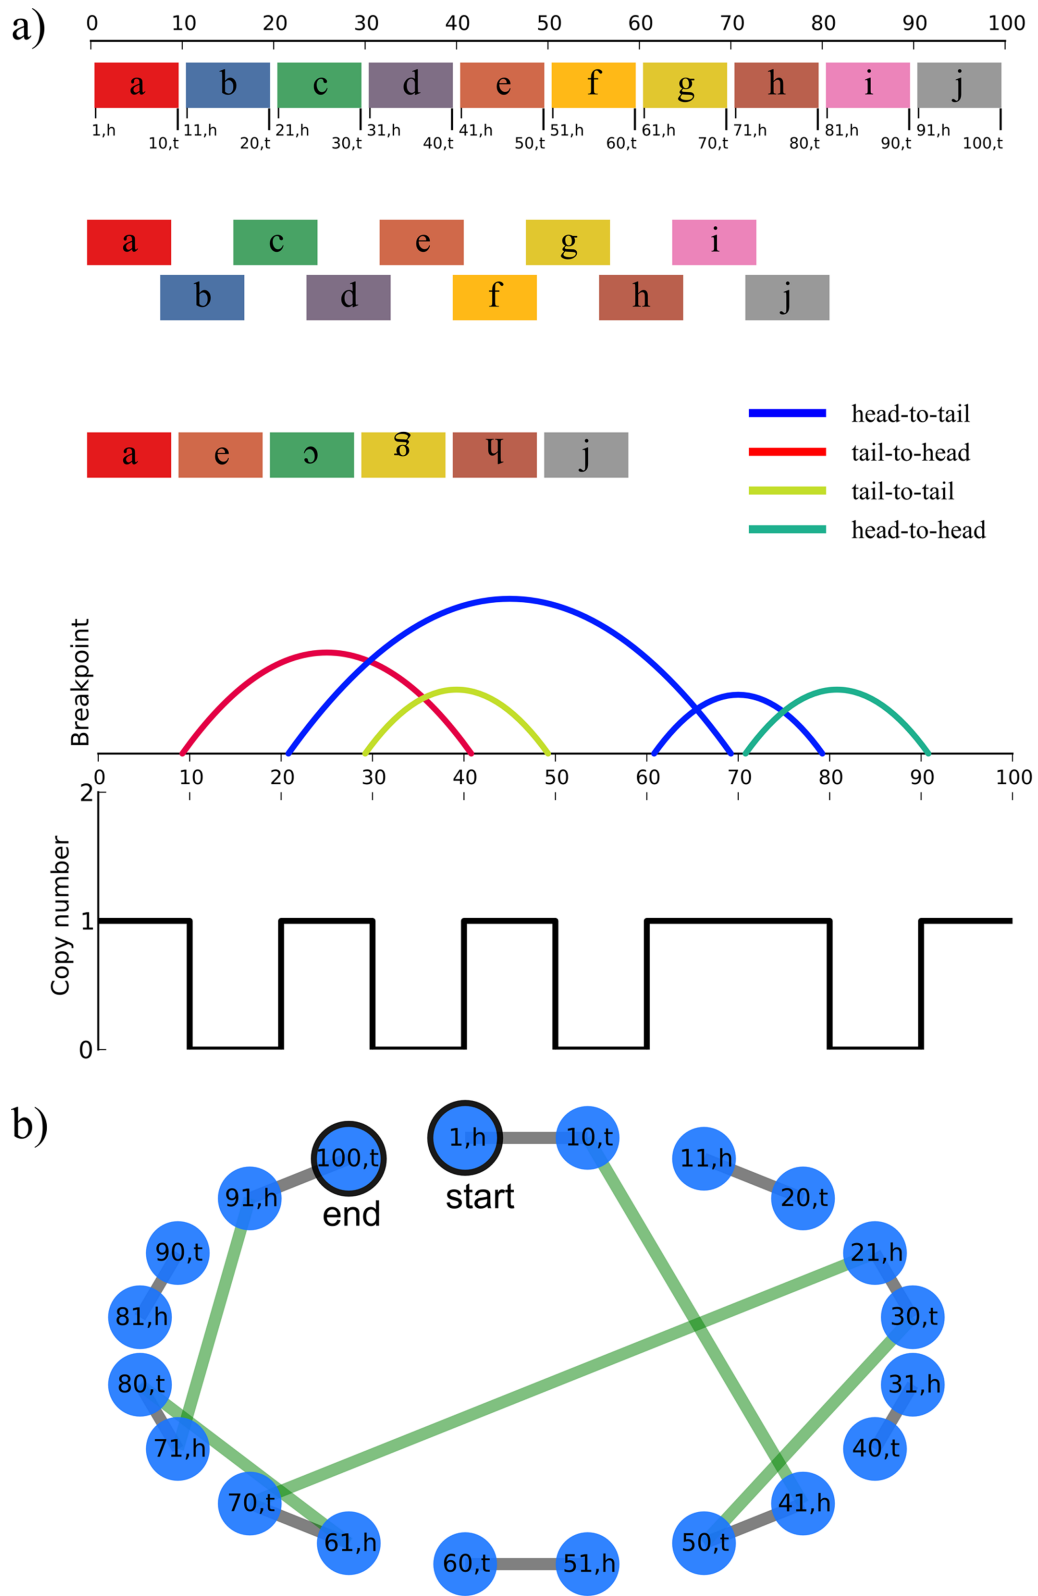 a)
0 10 20 30 40 50 60 70 80 90 100
a b c d e f g h i j
1,h 11,h 21,h 31,h 41,h 51,h 61,h 71,h 81,h 91,h
10,t 20,t 30,t 40,t 50,t 60,t 70,t 80,t 90,t 100,t
a c e g i
b d f h j
head-to-tail
tail-to-head
tail-to-tail
head-to-head
a e c g h j
Breakpoint
0 10 20 30 40 50 60 70 80 90 100
Copy number
2
1
0
b)
1,h 10,t
100,t 11,h
start
end
91,h 20,t
90,t 21,h
81,h 30,t
80,t 31,h
71,h 40,t
70,t 41,h
61,h 50,t
60,t 51,h